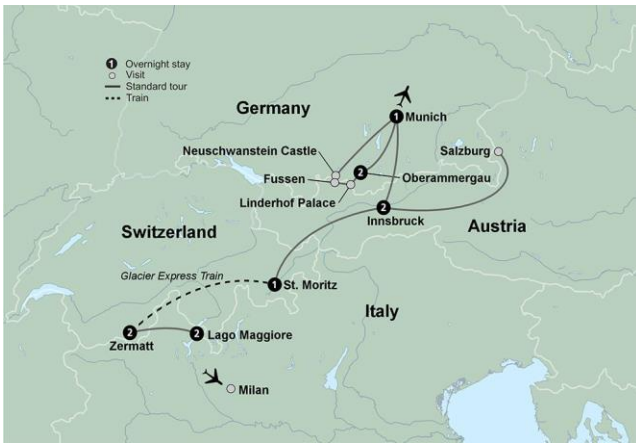 1 Overnight stay
Visit
Standard tour
Train
Germany
1 Munich
Neuschwanstein Castle
Salzburg
Fussen
2 Oberammergau
Linderhof Palace
2
Innsbruck
Austria
Switzerland
Glacier Express Train
1 St. Moritz
Italy
2
Zermatt
2 Lago Maggiore
Milan